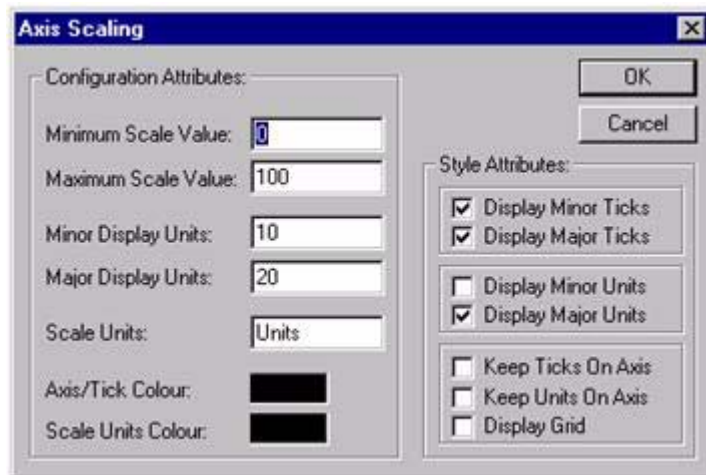 Axis Scaling
Configuration Attributes:
Minimum Scale Value: 0
Maximum Scale Value: 100
Minor Display Units: 10
Major Display Units: 20
Scale Units: Units
Axis/Tick Colour:
Scale Units Colour:
OK
Cancel
Style Attributes:
Display Minor Ticks
Display Major Ticks
Display Minor Units
Display Major Units
Keep Ticks On Axis
Keep Units On Axis
Display Grid